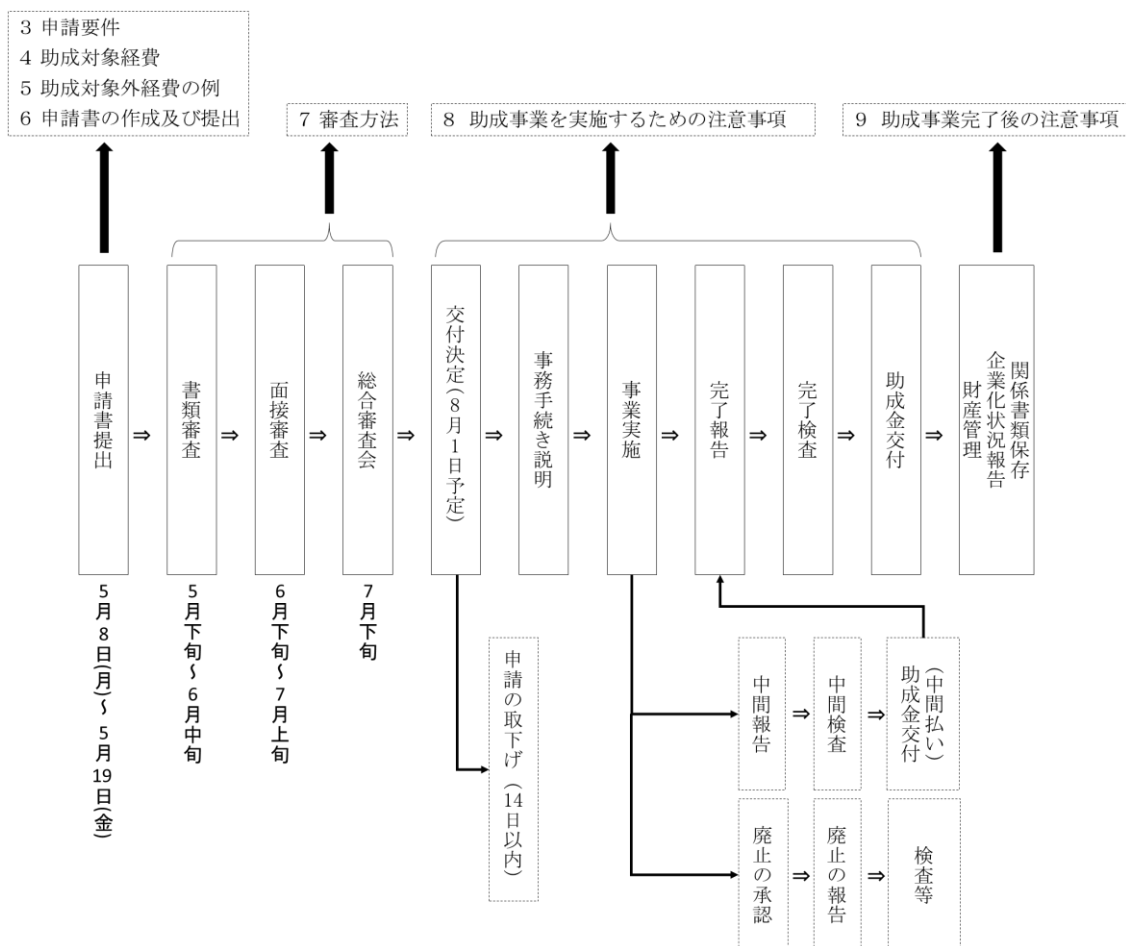 3 申請要件
4 助成対象経費
5 助成対象外経費の例
6 申請書の作成及び提出
7 審査方法
8 助成事業を実施するための注意事項
9 助成事業完了後の注意事項
申請書提出
⇒
書類審査
⇒
面接審査
⇒
総合審査会
⇒
交付決定(8月1日予定)
⇒
事務手続き説明
⇒
事業実施
⇒
完了報告
⇒
完了検査
⇒
助成金交付
⇒
関係書類保存
企業化状況報告
財産管理
5月8日(月)~5月19日(金)
5月下旬~6月中旬
6月下旬~7月上旬
7月下旬
申請の取下げ(14日以内)
中間報告
⇒
中間検査
⇒
(中間払い)
助成金交付
廃止の承認
⇒
廃止の報告
⇒
検査等